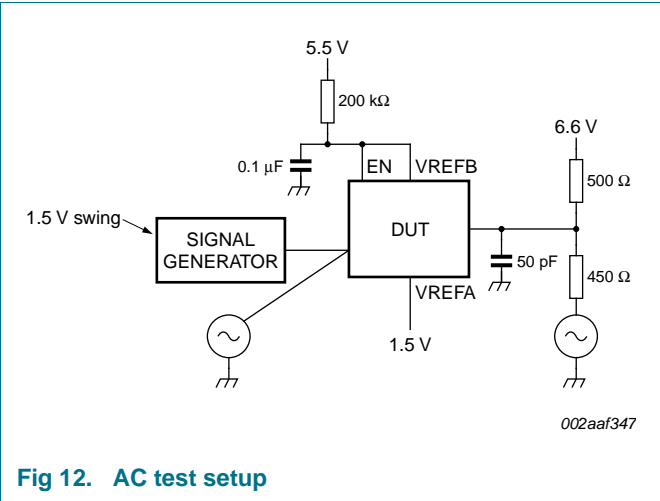 5.5 V
200 kΩ
6.6 V
0.1 μF
EN
VREFB
500 Ω
1.5 V swing
SIGNAL
GENERATOR
DUT
50 pF
450 Ω
VREFA
1.5 V
002aaf347
Fig 12. AC test setup